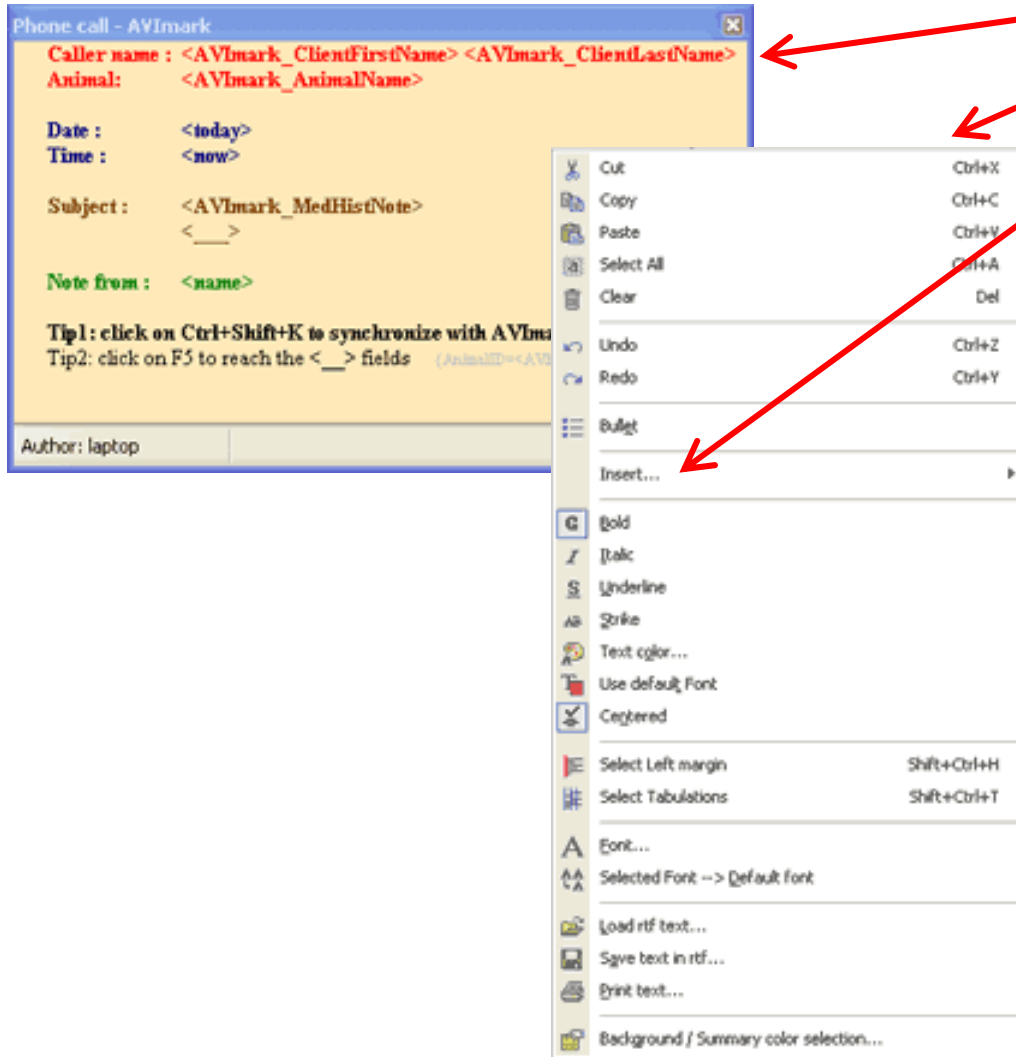 Phone call - AVImark
Caller name : <AVImark_ClientFirstName> <AVImark_ClientLastName>
Animal: <AVImark_AnimalName>
Date : <today>
Time : <now>
Subject : <AVImark_MedHistNote>
<___>
Note from : <name>
Tip1: click on Ctrl+Shift+K to synchronize with AVIma
Tip2: click on F5 to reach the <__> fields (AnimalID=<AVI
Author: laptop
Cut Ctrl+X
Copy Ctrl+C
Paste Ctrl+V
Select All Ctrl+A
Clear Del
Undo Ctrl+Z
Redo Ctrl+Y
Bullet
Insert...
G Bold
I Italic
S Underline
AB Strike
Text color...
Use default Font
Centered
Select Left margin Shift+Ctrl+H
Select Tabulations Shift+Ctrl+T
A Font...
Selected Font --> Default font
Load rtf text...
Save text in rtf...
Print text...
Background / Summary color selection...